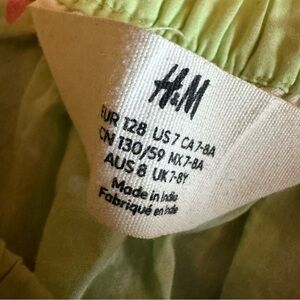 H&M
EUR 128 US 7 CA 7-8A
CN 130/59 MX 7-8A
AUS 8 UK 7-8Y
Made in India
Fabriqué en Inde